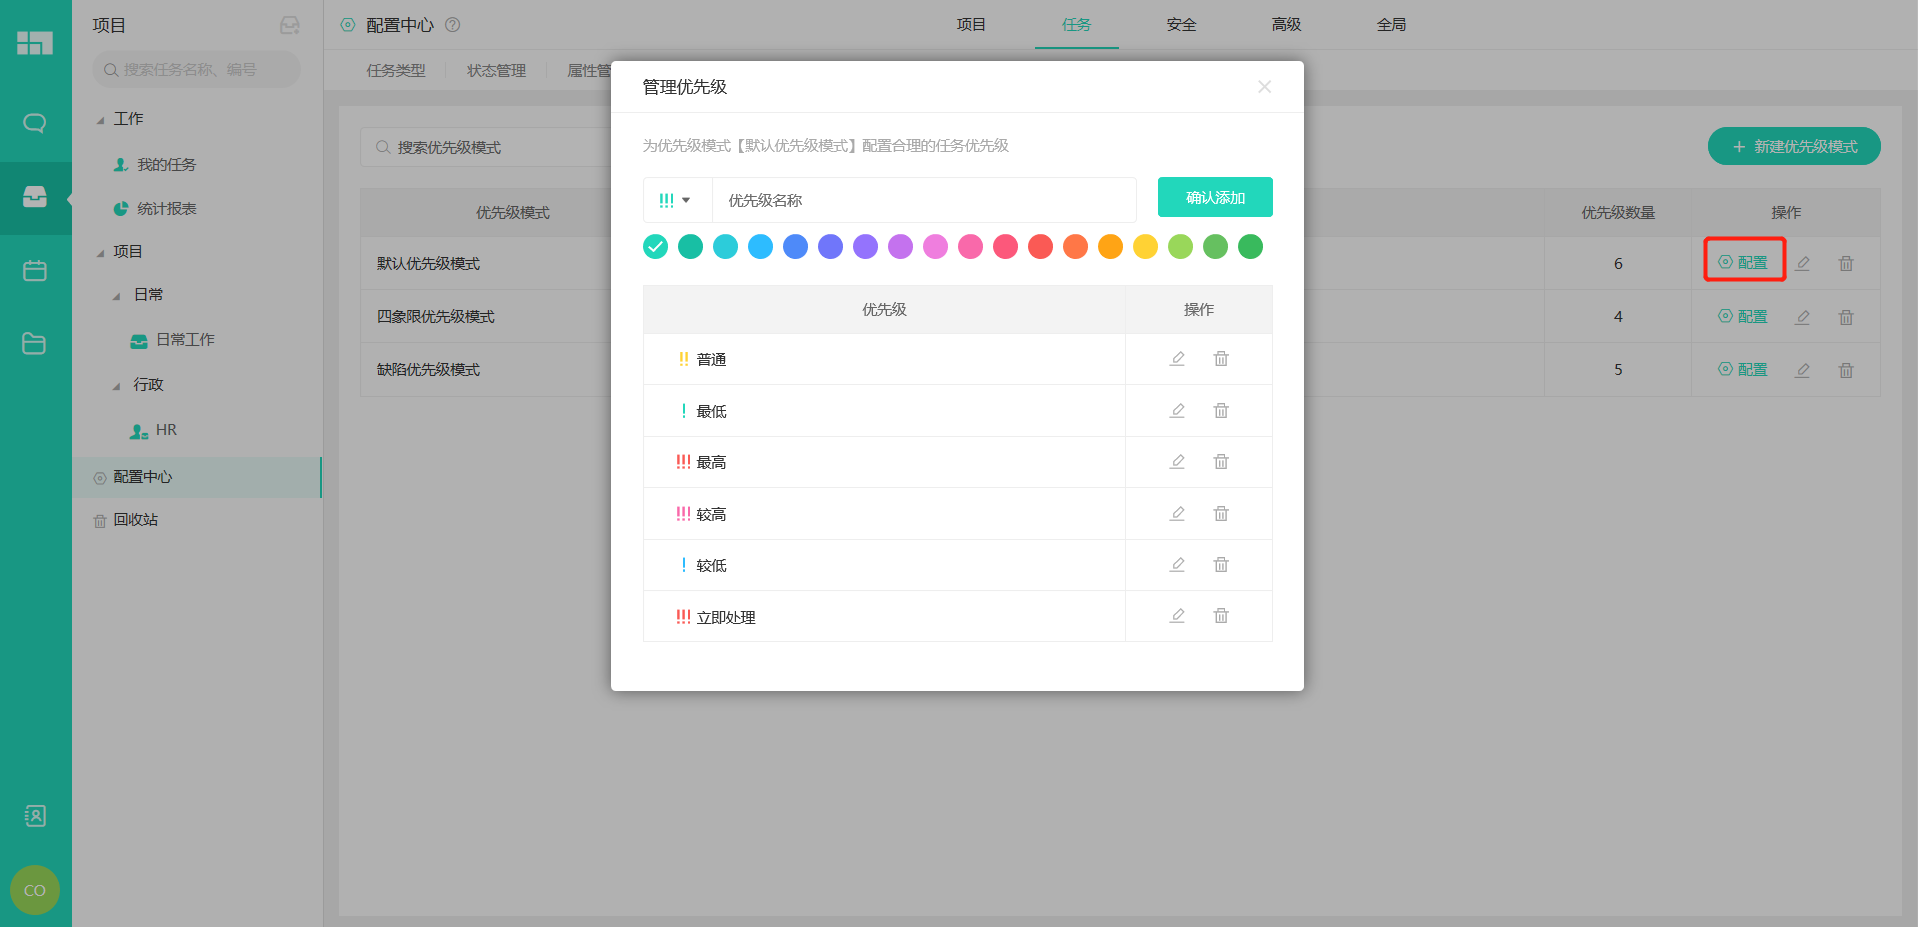 项目
搜索任务名称、编号
工作
我的任务
统计报表
项目
日常
日常工作
行政
HR
配置中心
回收站
CO
配置中心
项目
任务
安全
高级
全局
任务类型
状态管理
属性管
搜索优先级模式
+ 新建优先级模式
优先级模式
优先级数量
操作
默认优先级模式
6
配置
四象限优先级模式
4
配置
缺陷优先级模式
5
配置
管理优先级
为优先级模式【默认优先级模式】配置合理的任务优先级
!!!
优先级名称
确认添加
优先级
操作
!! 普通
! 最低
!!! 最高
!!! 较高
! 较低
!!! 立即处理